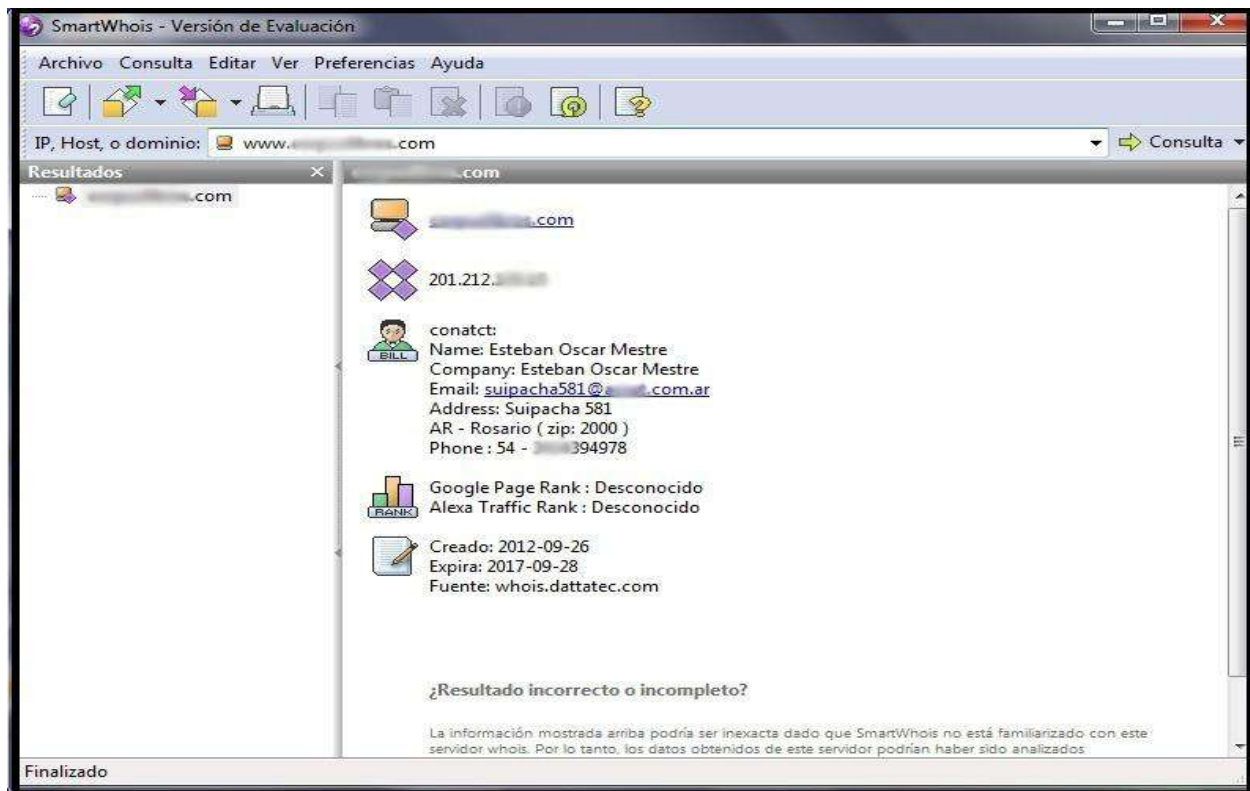 SmartWhois - Versión de Evaluación
Archivo Consulta Editar Ver Preferencias Ayuda
IP, Host, o dominio: www. .com Consulta
Resultados
.com
.com
.com
201.212.
conatct:
BILL
Name: Esteban Oscar Mestre
Company: Esteban Oscar Mestre
Email: suipacha581@ .com.ar
Address: Suipacha 581
AR - Rosario ( zip: 2000 )
Phone : 54 - 394978
Google Page Rank : Desconocido
RANK
Alexa Traffic Rank : Desconocido
Creado: 2012-09-26
Expira: 2017-09-28
Fuente: whois.dattatec.com
¿Resultado incorrecto o incompleto?
La información mostrada arriba podría ser inexacta dado que SmartWhois no está familiarizado con este
servidor whois. Por lo tanto, los datos obtenidos de este servidor podrían haber sido analizados
Finalizado